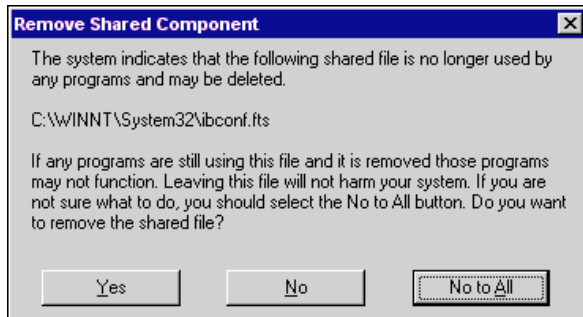 Remove Shared Component
The system indicates that the following shared file is no longer used by
any programs and may be deleted.
C:\WINNT\System32\ibconf.fts
If any programs are still using this file and it is removed those programs
may not function. Leaving this file will not harm your system. If you are
not sure what to do, you should select the No to All button. Do you want
to remove the shared file?
Yes No No to All